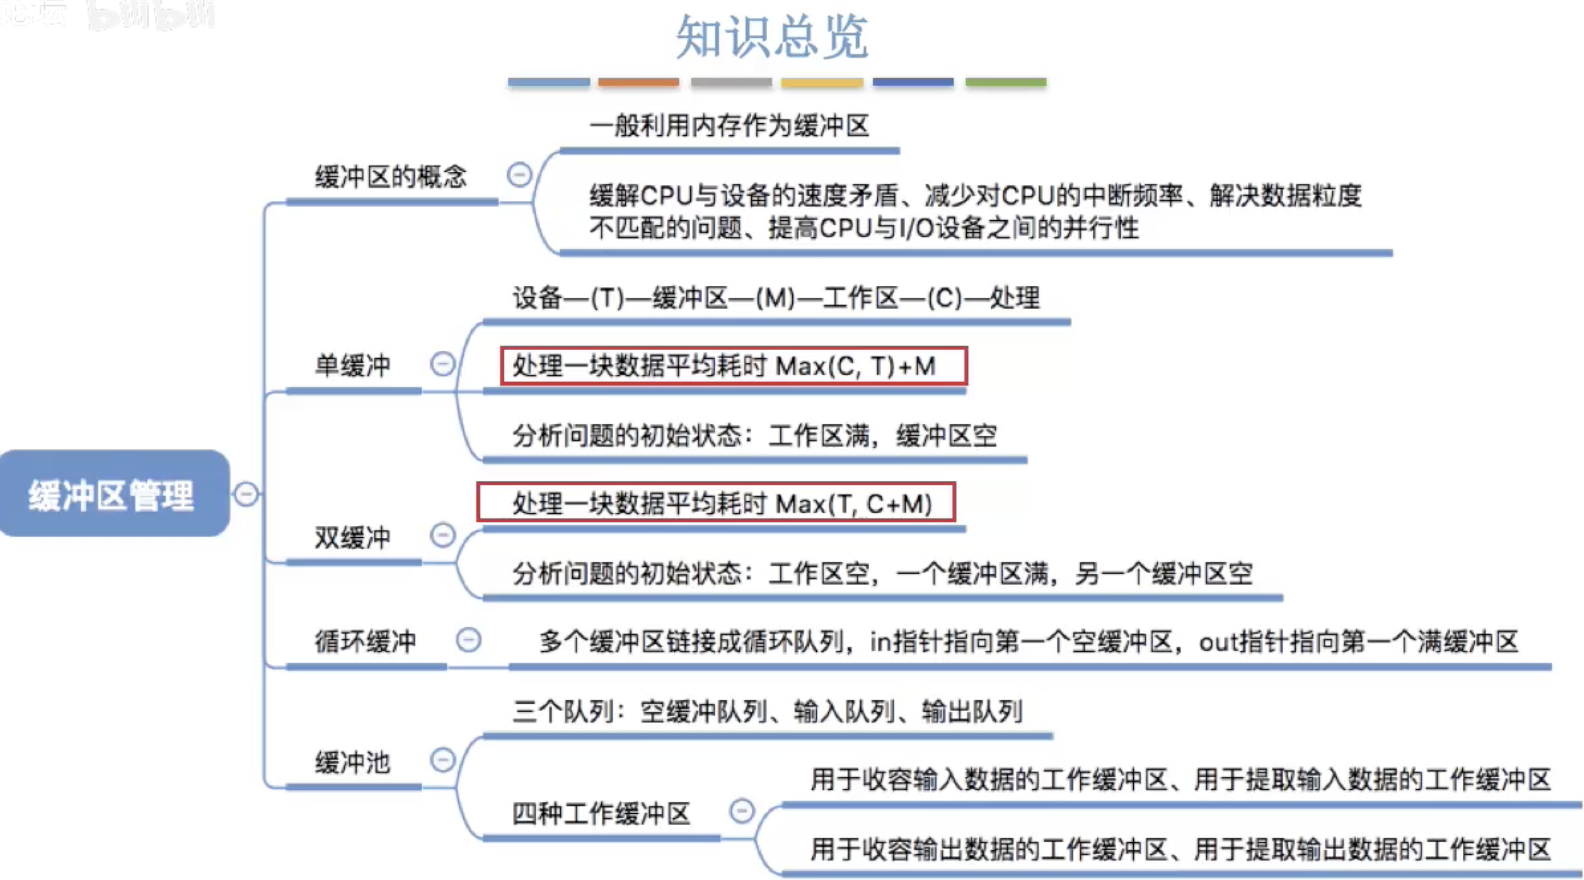 bilibili
知识总览
一般利用内存作为缓冲区
缓冲区的概念
缓解CPU与设备的速度矛盾、减少对CPU的中断频率、解决数据粒度
不匹配的问题、提高CPU与I/O设备之间的并行性
设备—(T)—缓冲区—(M)—工作区—(C)—处理
单缓冲
处理一块数据平均耗时 Max(C, T)+M
分析问题的初始状态：工作区满，缓冲区空
缓冲区管理
处理一块数据平均耗时 Max(T, C+M)
双缓冲
分析问题的初始状态：工作区空，一个缓冲区满，另一个缓冲区空
循环缓冲
多个缓冲区链接成循环队列，in指针指向第一个空缓冲区，out指针指向第一个满缓冲区
三个队列：空缓冲队列、输入队列、输出队列
缓冲池
用于收容输入数据的工作缓冲区、用于提取输入数据的工作缓冲区
四种工作缓冲区
用于收容输出数据的工作缓冲区、用于提取输出数据的工作缓冲区